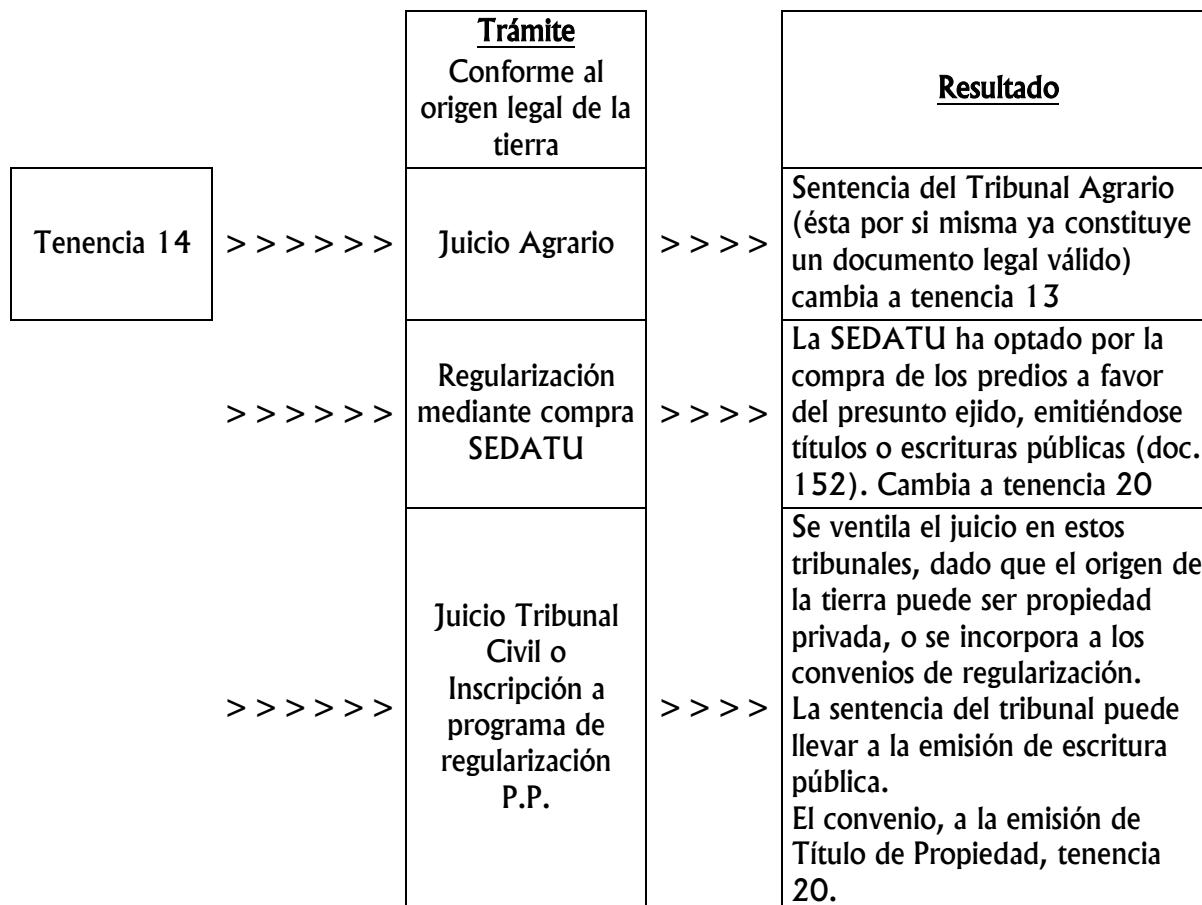 Trámite
Conforme al
origen legal de la
tierra
Resultado
Tenencia 14
> > > > > >
Juicio Agrario
> > > >
Sentencia del Tribunal Agrario
(ésta por si misma ya constituye
un documento legal válido)
cambia a tenencia 13
> > > > > >
Regularización
mediante compra
SEDATU
> > > >
La SEDATU ha optado por la
compra de los predios a favor
del presunto ejido, emitiéndose
títulos o escrituras públicas (doc.
152). Cambia a tenencia 20
> > > > > >
Juicio Tribunal
Civil o
Inscripción a
programa de
regularización
P.P.
> > > >
Se ventila el juicio en estos
tribunales, dado que el origen de
la tierra puede ser propiedad
privada, o se incorpora a los
convenios de regularización.
La sentencia del tribunal puede
llevar a la emisión de escritura
pública.
El convenio, a la emisión de
Título de Propiedad, tenencia
20.